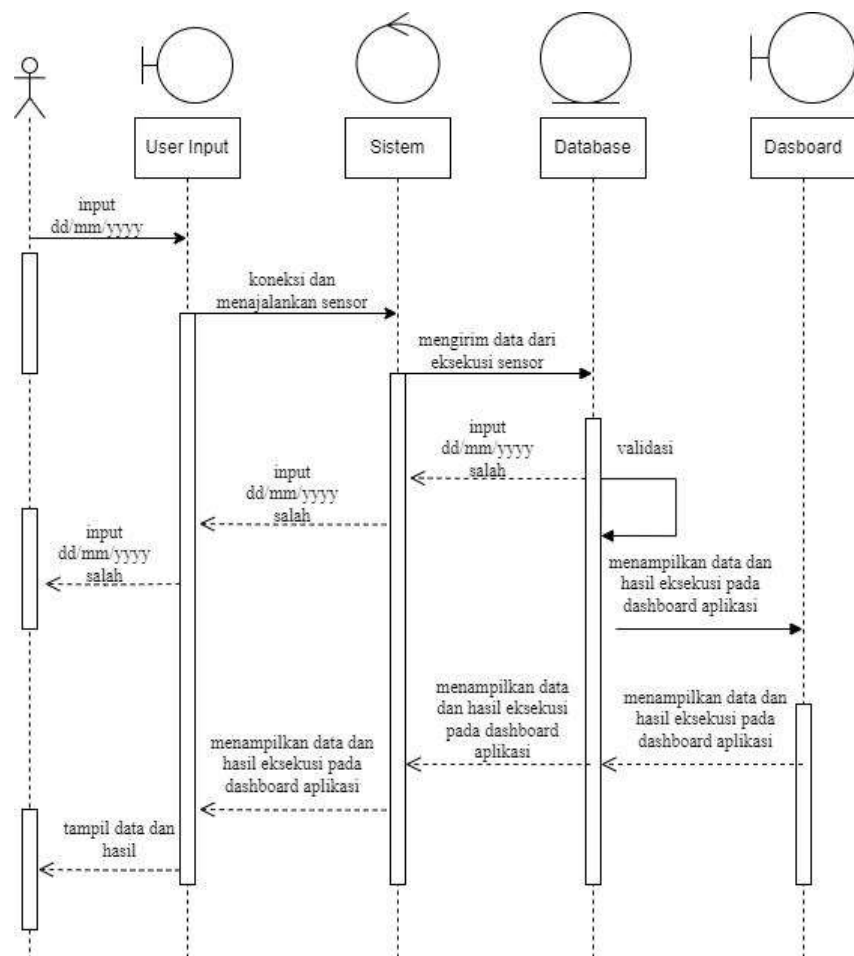 User Input
Sistem
Database
Dasboard
input
dd/mm/yyyy
koneksi dan
menajalankan sensor
mengirim data dari
eksekusi sensor
input
dd/mm/yyyy
salah
validasi
input
dd/mm/yyyy
salah
input
dd/mm/yyyy
salah
menampilkan data dan
hasil eksekusi pada
dashboard aplikasi
menampilkan data dan
hasil eksekusi pada
dashboard aplikasi
menampilkan data
dan hasil eksekusi
pada dashboard
aplikasi
menampilkan data dan
hasil eksekusi pada
dashboard aplikasi
tampil data dan
hasil